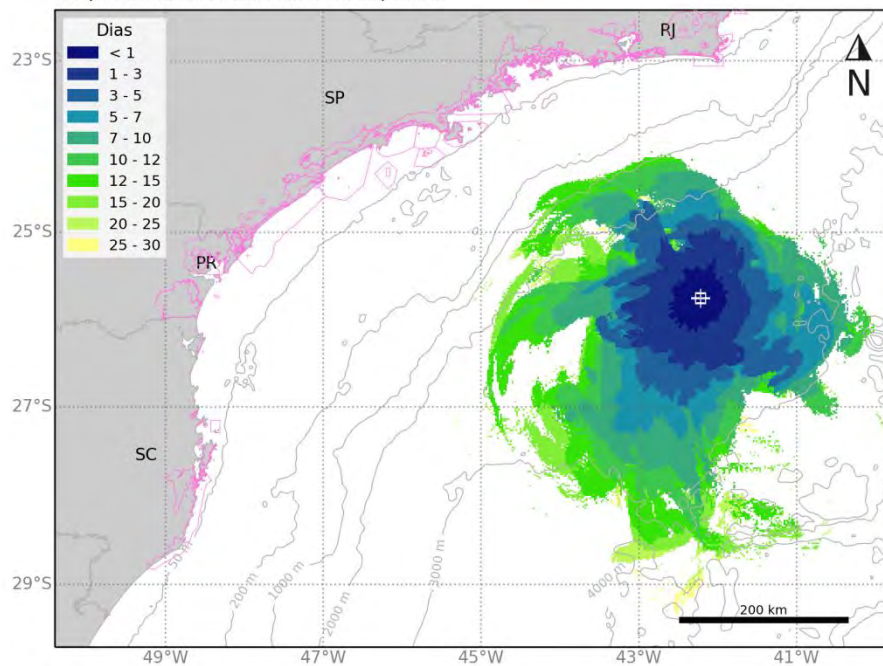 Dias
< 1
1 - 3
3 - 5
5 - 7
7 - 10
10 - 12
12 - 15
15 - 20
20 - 25
25 - 30
RJ
N
SP
PR
SC
23°S
25°S
27°S
29°S
50 m
200 m
1000 m
2000 m
3000 m
4000 m
200 km
49°W
47°W
45°W
43°W
41°W